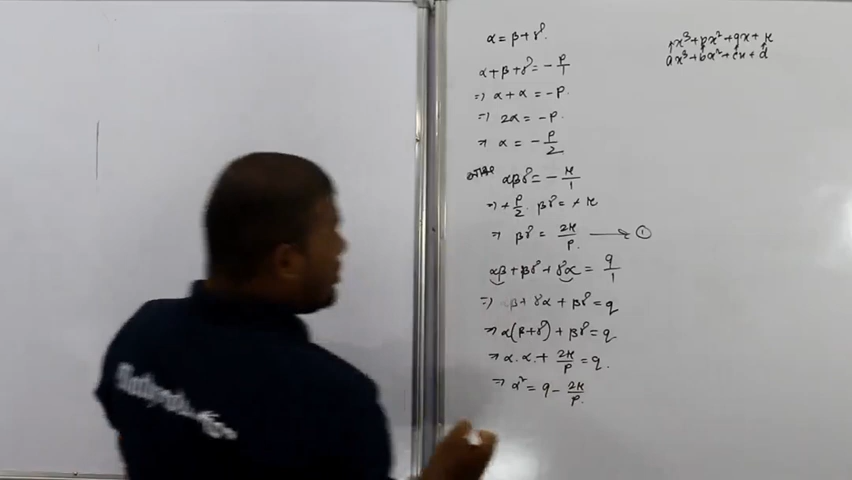 α = β + γ
α + β + γ = - P/1
⇒ α + α = - P.
⇒ 2α = - P.
⇒ α = - P/2
αβγ = - r/1
⇒ + P/2 . βγ = + r
⇒ βγ = 2r/P. → ①
αβ + βγ + γα = q/1
⇒ αβ + γα + βγ = q
⇒ α(β + γ) + βγ = q
⇒ α.α. + 2r/P = q.
⇒ α² = q - 2r/P.
1x³ + px² + qx + r
ax³ + bx² + cx + d